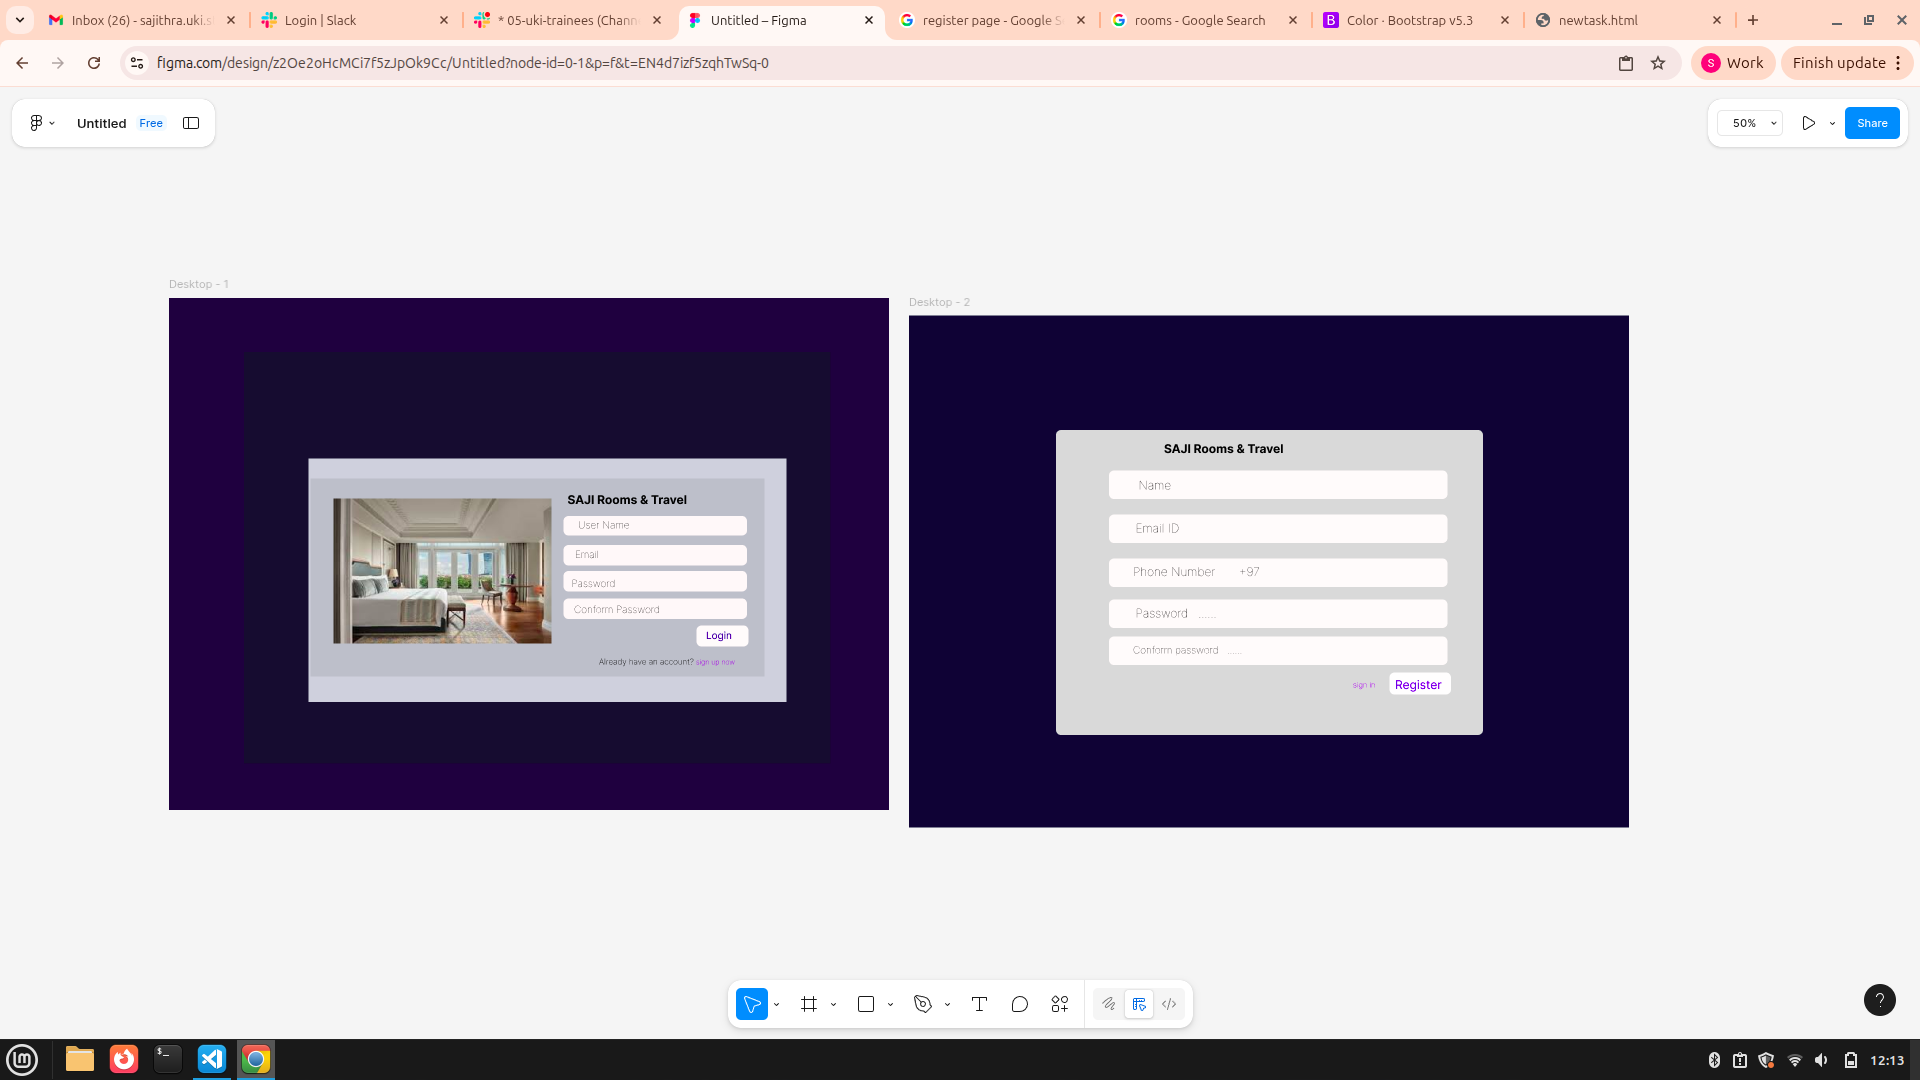 Inbox (26) - sajithra.uki.s
Login | Slack
* 05-uki-trainees (Chann
Untitled – Figma
register page - Google S
rooms - Google Search
B Color · Bootstrap v5.3
newtask.html
figma.com/design/z2Oe2oHcMCi7f5zJpOk9Cc/Untitled?node-id=0-1&p=f&t=EN4d7izf5zqhTwSq-0
S Work
Finish update
Untitled Free
50%
Share
Desktop - 1
SAJI Rooms & Travel
User Name
Email
Password
Conform Password
Login
Already have an account? sign up now
Desktop - 2
SAJI Rooms & Travel
Name
Email ID
Phone Number +97
Password ......
Conform password ......
sign in Register
?
12:13